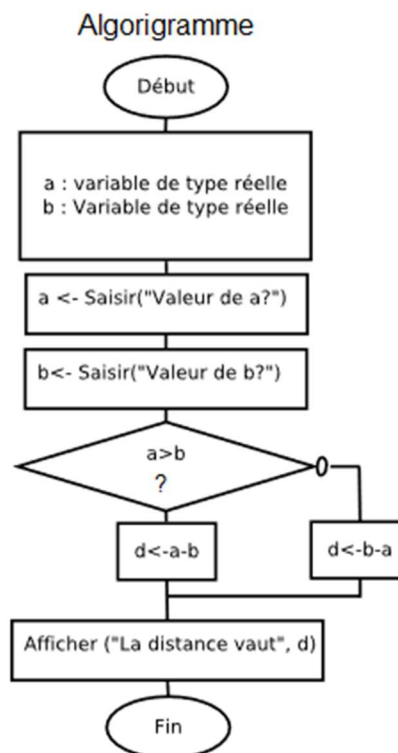 Algorigramme
Début
a : variable de type réelle
b : Variable de type réelle
a <- Saisir("Valeur de a?")
b<- Saisir("Valeur de b?")
a>b
?
d<-a-b
d<-b-a
Afficher ("La distance vaut", d)
Fin